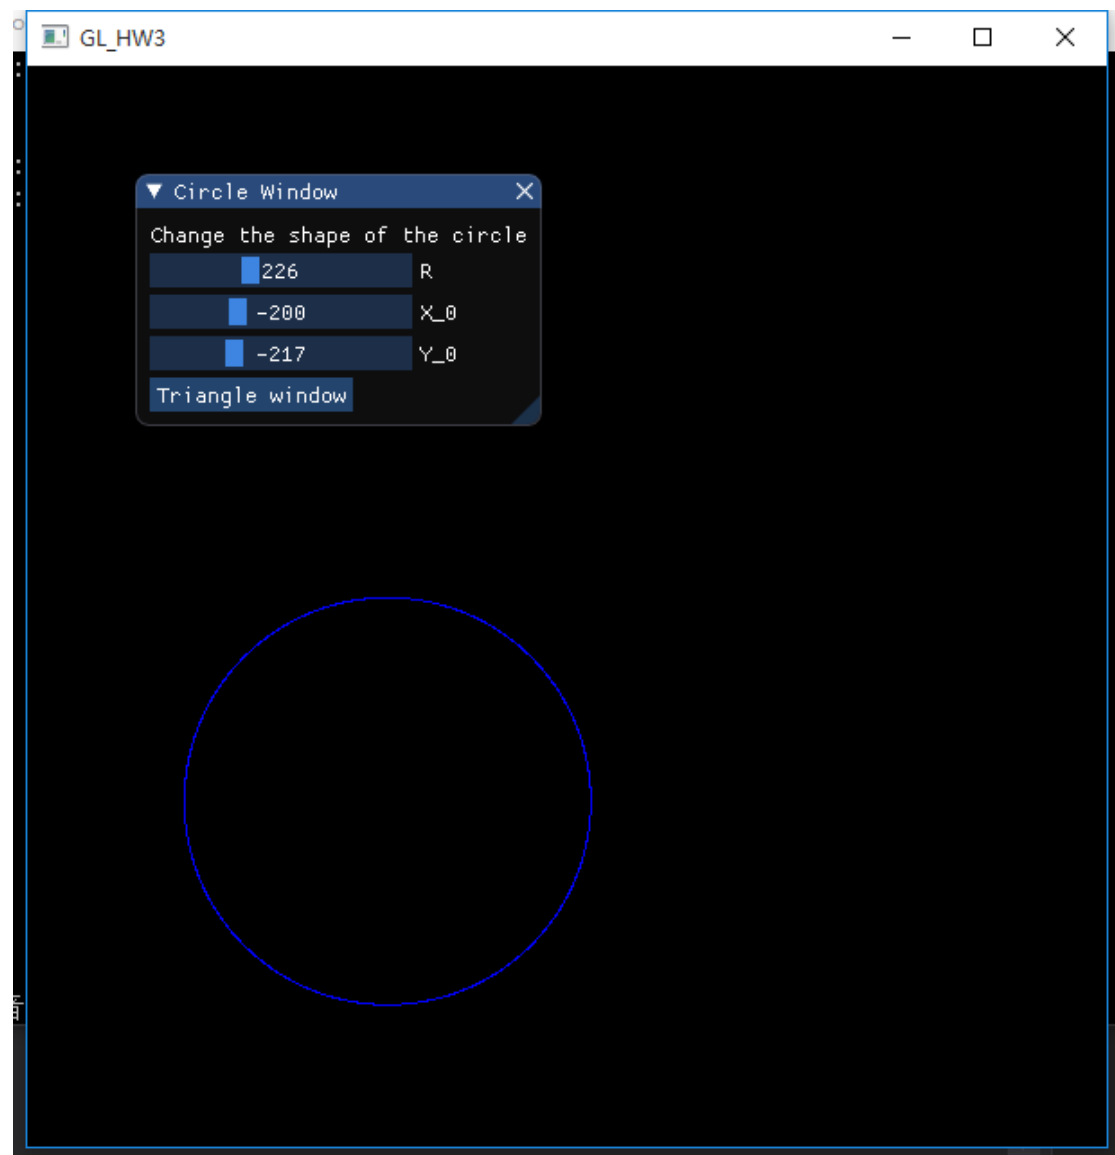 GL_HW3
Circle Window
Change the shape of the circle
226 R
-200 X_0
-217 Y_0
Triangle window